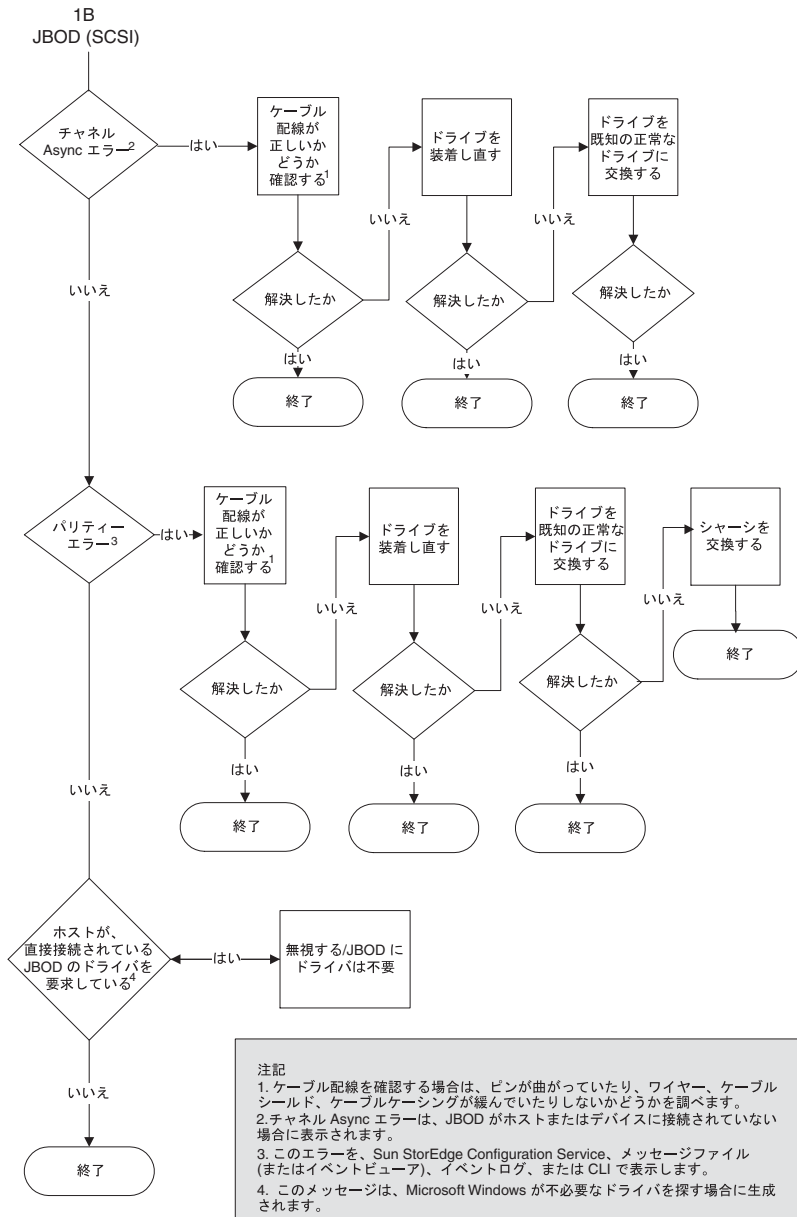 1B
JBOD (SCSI)
チャネル
Async エラー2
はい
ケーブル
配線が
正しいか
どうか
確認する1
いいえ
ドライブを
装着し直す
いいえ
ドライブを
既知の正常な
ドライブに
交換する
いいえ
解決したか
解決したか
解決したか
はい
はい
はい
終了
終了
終了
パリティー
エラー3
はい
ケーブル
配線が
正しいか
どうか
確認する1
いいえ
ドライブを
装着し直す
いいえ
ドライブを
既知の正常な
ドライブに
交換する
いいえ
シャーシを
交換する
終了
解決したか
解決したか
解決したか
はい
はい
はい
いいえ
終了
終了
終了
ホストが、
直接接続されている
JBOD のドライバを
要求している4
はい
無視する/JBOD に
ドライバは不要
いいえ
終了
注記
1. ケーブル配線を確認する場合は、ピンが曲がっていたり、ワイヤー、ケーブル
シールド、ケーブルケーシングが緩んでいたりしないかどうかを調べます。
2.チャネル Async エラーは、JBOD がホストまたはデバイスに接続されていない
場合に表示されます。
3. このエラーを、Sun StorEdge Configuration Service、メッセージファイル
(またはイベントビューア)、イベントログ、または CLI で表示します。
4. このメッセージは、Microsoft Windows が不必要なドライバを探す場合に生成
されます。